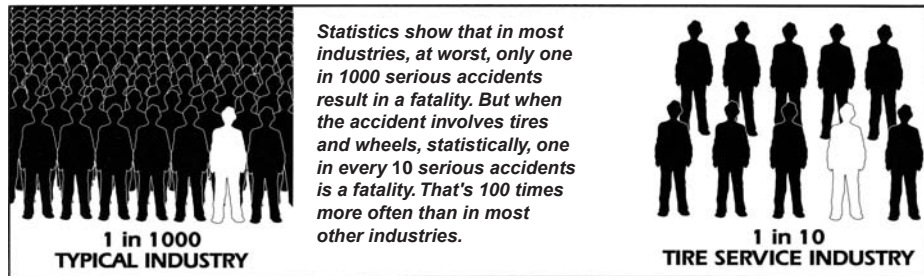 Statistics show that in most
industries, at worst, only one
in 1000 serious accidents
result in a fatality. But when
the accident involves tires
and wheels, statistically, one
in every 10 serious accidents
is a fatality. That's 100 times
more often than in most
other industries.
1 in 1000
TYPICAL INDUSTRY
1 in 10
TIRE SERVICE INDUSTRY